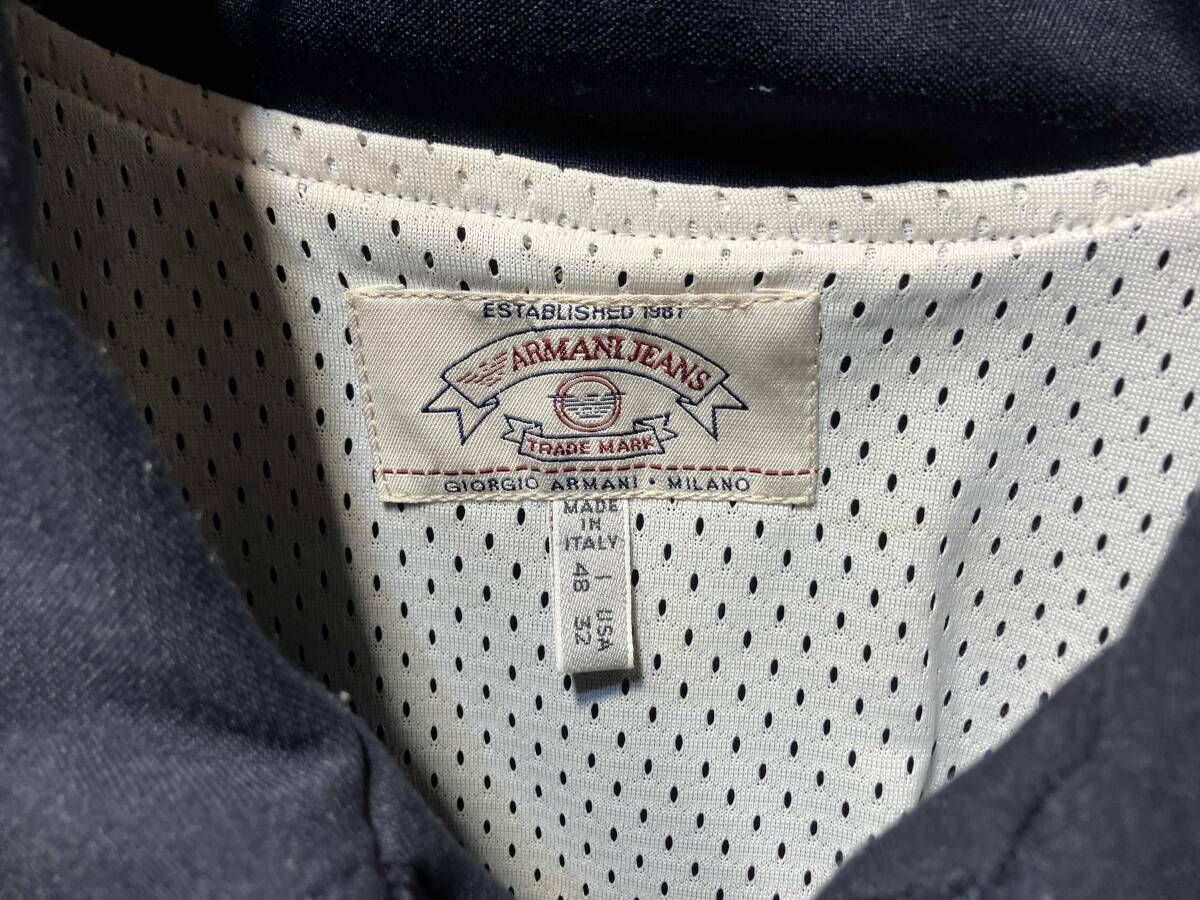 ESTABLISHED 1981
ARMANI JEANS
TRADE MARK
GIORGIO ARMANI • MILANO
MADE
IN
ITALY
I USA
48 32